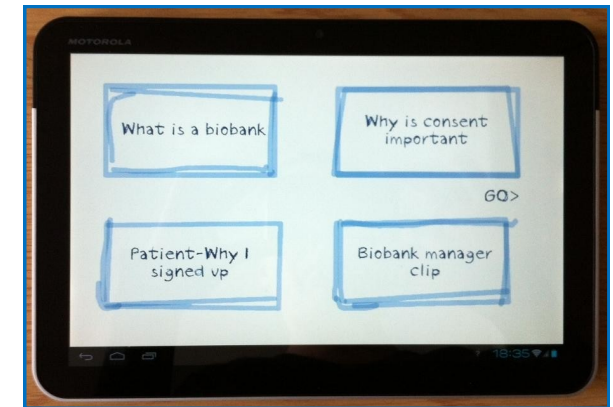 MOTOROLA
What is a biobank
Why is consent
important
GO>
Patient-Why I
signed up
Biobank manager
clip
? 18:35